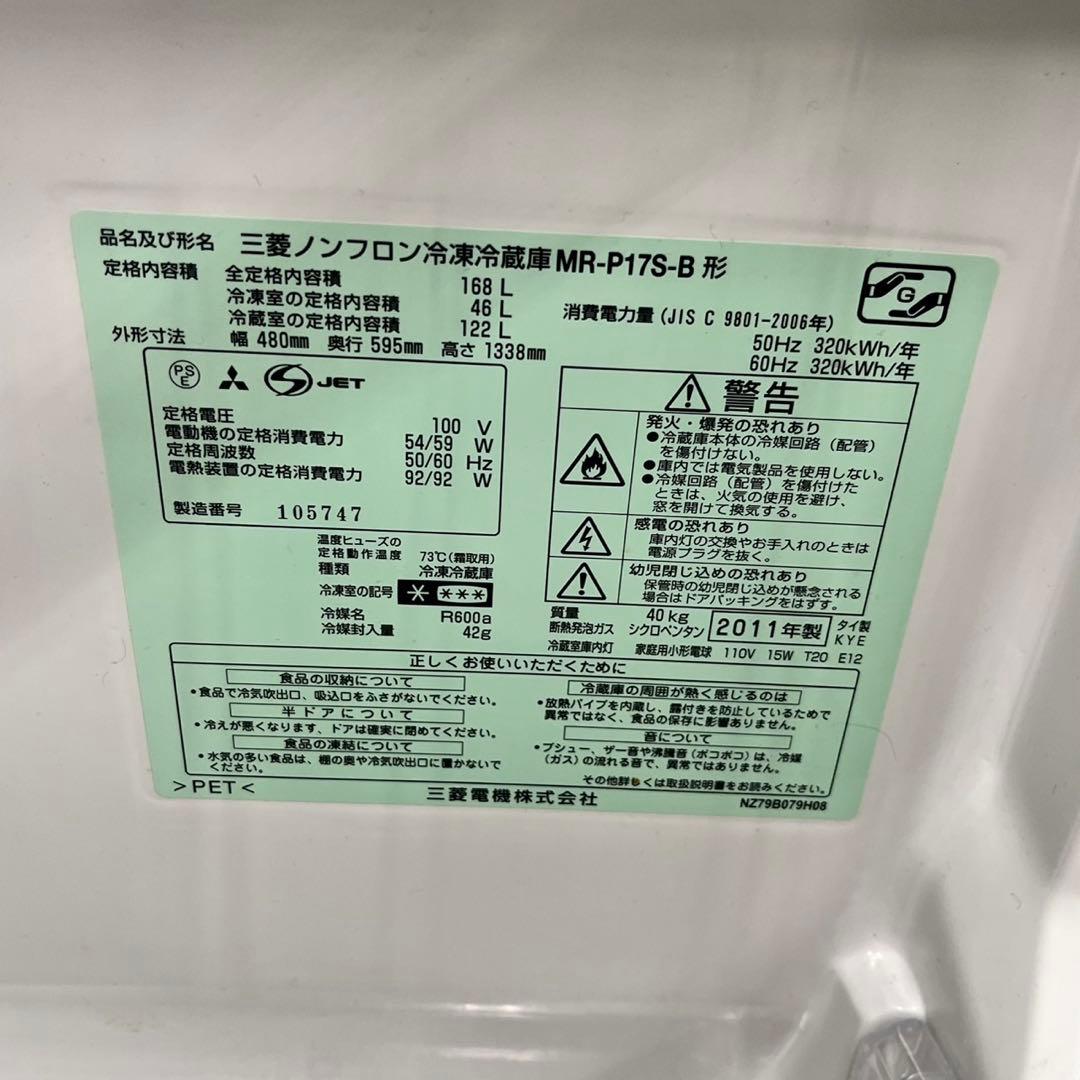 品名及び形名 三菱ノンフロン冷凍冷蔵庫MR-P17S-B 形
定格内容積 全定格内容積 168 L
冷凍室の定格内容積 46 L
冷蔵室の定格内容積 122 L
外形寸法 幅 480mm 奥行 595mm 高さ 1338mm
消費電力量 (JIS C 9801-2006年)
50Hz 320kWh/年
60Hz 320kWh/年
G
PS
E
JET
定格電圧 100 V
電動機の定格消費電力 54/59 W
定格周波数 50/60 Hz
電熱装置の定格消費電力 92/92 W
製造番号 105747
温度ヒューズの
定格動作温度 73℃(霜取用)
種類 冷凍冷蔵庫
冷凍室の記号 * ***
冷媒名 R600a
冷媒封入量 42g
警告
発火・爆発の恐れあり
●冷蔵庫本体の冷媒回路（配管）
を傷付けない。
●庫内では電気製品を使用しない。
●冷媒回路（配管）を傷付けた
ときは、火気の使用を避け、
窓を開けて換気する。
感電の恐れあり
庫内灯の交換やお手入れのときは
電源プラグを抜く。
幼児閉じ込めの恐れあり
保管時の幼児閉じ込めが懸念される
場合はドアパッキングをはずす。
質量 40kg
断熱発泡ガス シクロペンタン
2011年製
タイ製
KYE
冷蔵室庫内灯 家庭用小形電球 110V 15W T20 E12
正しくお使いいただくために
食品の収納について
•食品で冷気吹出口、吸込口をふさがないでください。
半ドアについて
•冷えが悪くなります、ドアは確実に閉めてください。
食品の凍結について
•水気の多い食品は、棚の奥や冷気吹出口に置かないで
ください。
冷蔵庫の周囲が熱く感じるのは
•放熱パイプを内蔵し、露付きを防止しているためで
異常ではなく、食品の保存に影響ありません。
音について
•プシュー、ザー音や沸騰音（ポコポコ）は、冷媒
（ガス）の流れる音で、異常ではありません。
その他詳しくは取扱説明書をお読みください。
>PET<
三菱電機株式会社
NZ79B079H08